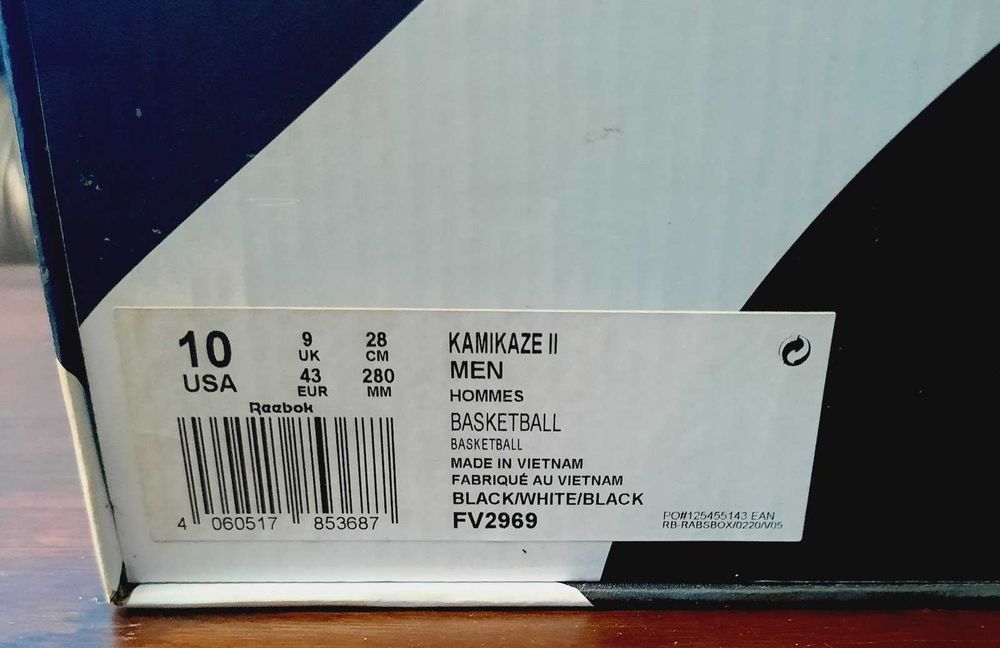 10
USA
9
UK
43
EUR
28
CM
280
MM
Reebok
4 060517 853687
KAMIKAZE II
MEN
HOMMES
BASKETBALL
BASKETBALL
MADE IN VIETNAM
FABRIQUÉ AU VIETNAM
BLACK/WHITE/BLACK
FV2969
PO#125455143 EAN
RB-RABSBOX/0220/V05